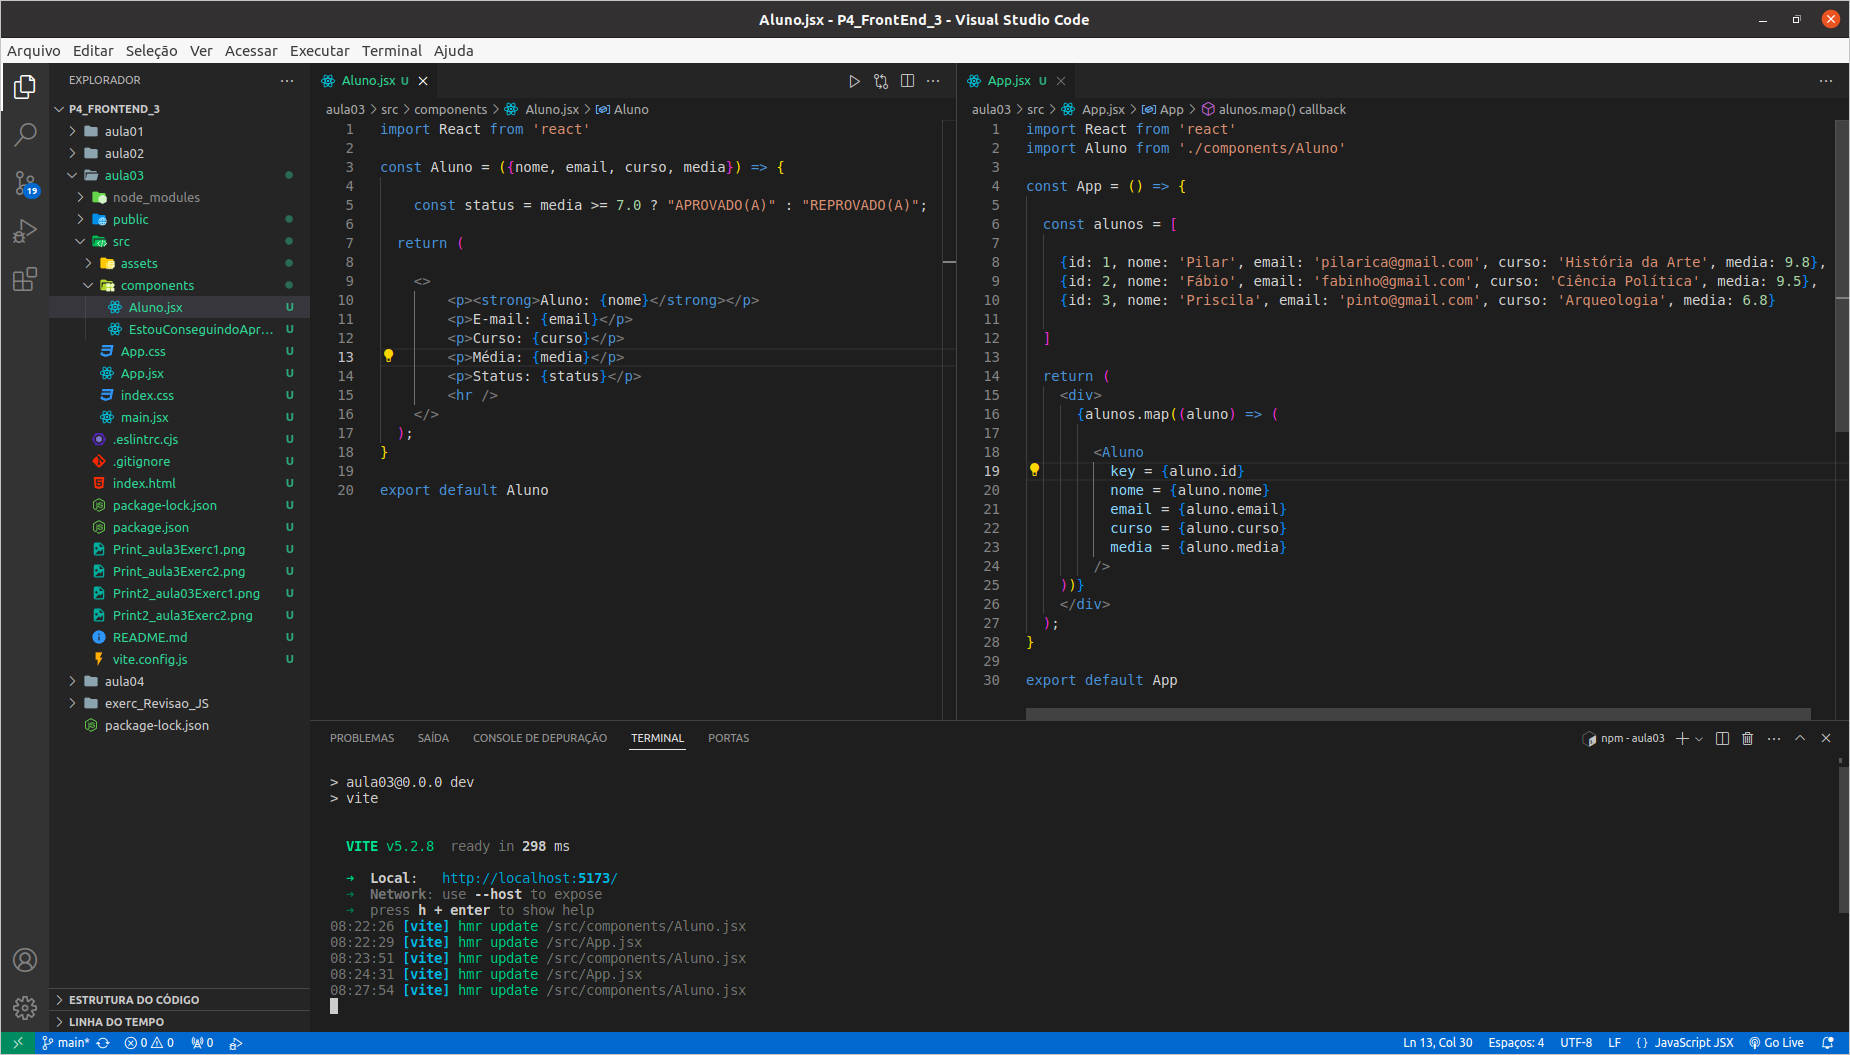 Aluno.jsx - P4_FrontEnd_3 - Visual Studio Code
Arquivo Editar Seleção Ver Acessar Executar Terminal Ajuda
EXPLORADOR
P4_FRONTEND_3
aula01
aula02
aula03
node_modules
public
src
assets
components
Aluno.jsx U
EstouConseguindoApr... U
App.css U
App.jsx U
index.css U
main.jsx U
.eslintrc.cjs U
.gitignore U
index.html U
package-lock.json U
package.json U
Print_aula3Exerc1.png U
Print_aula3Exerc2.png U
Print2_aula03Exerc1.png U
Print2_aula3Exerc2.png U
README.md U
vite.config.js U
aula04
exerc_Revisao_JS
package-lock.json
ESTRUTURA DO CÓDIGO
LINHA DO TEMPO
19
Aluno.jsx U
aula03 > src > components > Aluno.jsx > Aluno
1 import React from 'react'
2
3 const Aluno = ({nome, email, curso, media}) => {
4
5 const status = media >= 7.0 ? "APROVADO(A)" : "REPROVADO(A)";
6
7 return (
8
9 <>
10 <p><strong>Aluno: {nome}</strong></p>
11 <p>E-mail: {email}</p>
12 <p>Curso: {curso}</p>
13 <p>Média: {media}</p>
14 <p>Status: {status}</p>
15 <hr />
16 </>
17 );
18 }
19
20 export default Aluno
App.jsx U
aula03 > src > App.jsx > App > alunos.map() callback
1 import React from 'react'
2 import Aluno from './components/Aluno'
3
4 const App = () => {
5
6 const alunos = [
7
8 {id: 1, nome: 'Pilar', email: 'pilarica@gmail.com', curso: 'História da Arte', media: 9.8},
9 {id: 2, nome: 'Fábio', email: 'fabinho@gmail.com', curso: 'Ciência Política', media: 9.5},
10 {id: 3, nome: 'Priscila', email: 'pinto@gmail.com', curso: 'Arqueologia', media: 6.8}
11
12 ]
13
14 return (
15 <div>
16 {alunos.map((aluno) => (
17
18 <Aluno
19 key = {aluno.id}
20 nome = {aluno.nome}
21 email = {aluno.email}
22 curso = {aluno.curso}
23 media = {aluno.media}
24 />
25 ))}
26 </div>
27 );
28 }
29
30 export default App
PROBLEMAS SAÍDA CONSOLE DE DEPURAÇÃO TERMINAL PORTAS
npm - aula03
> aula03@0.0.0 dev
> vite
VITE v5.2.8 ready in 298 ms
➜ Local: http://localhost:5173/
➜ Network: use --host to expose
➜ press h + enter to show help
08:22:26 [vite] hmr update /src/components/Aluno.jsx
08:22:29 [vite] hmr update /src/App.jsx
08:23:51 [vite] hmr update /src/components/Aluno.jsx
08:24:31 [vite] hmr update /src/App.jsx
08:27:54 [vite] hmr update /src/components/Aluno.jsx
main* 0 0 0
Ln 13, Col 30 Espaços: 4 UTF-8 LF { } JavaScript JSX Go Live